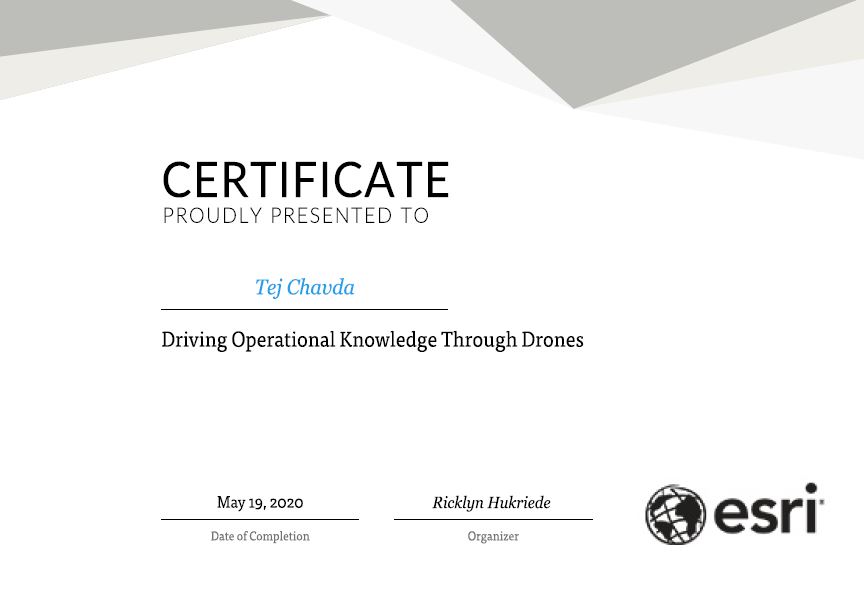 CERTIFICATE
PROUDLY PRESENTED TO
Tej Chavda
Driving Operational Knowledge Through Drones
May 19, 2020
Ricklyn Hukriede
Date of Completion
Organizer
esri